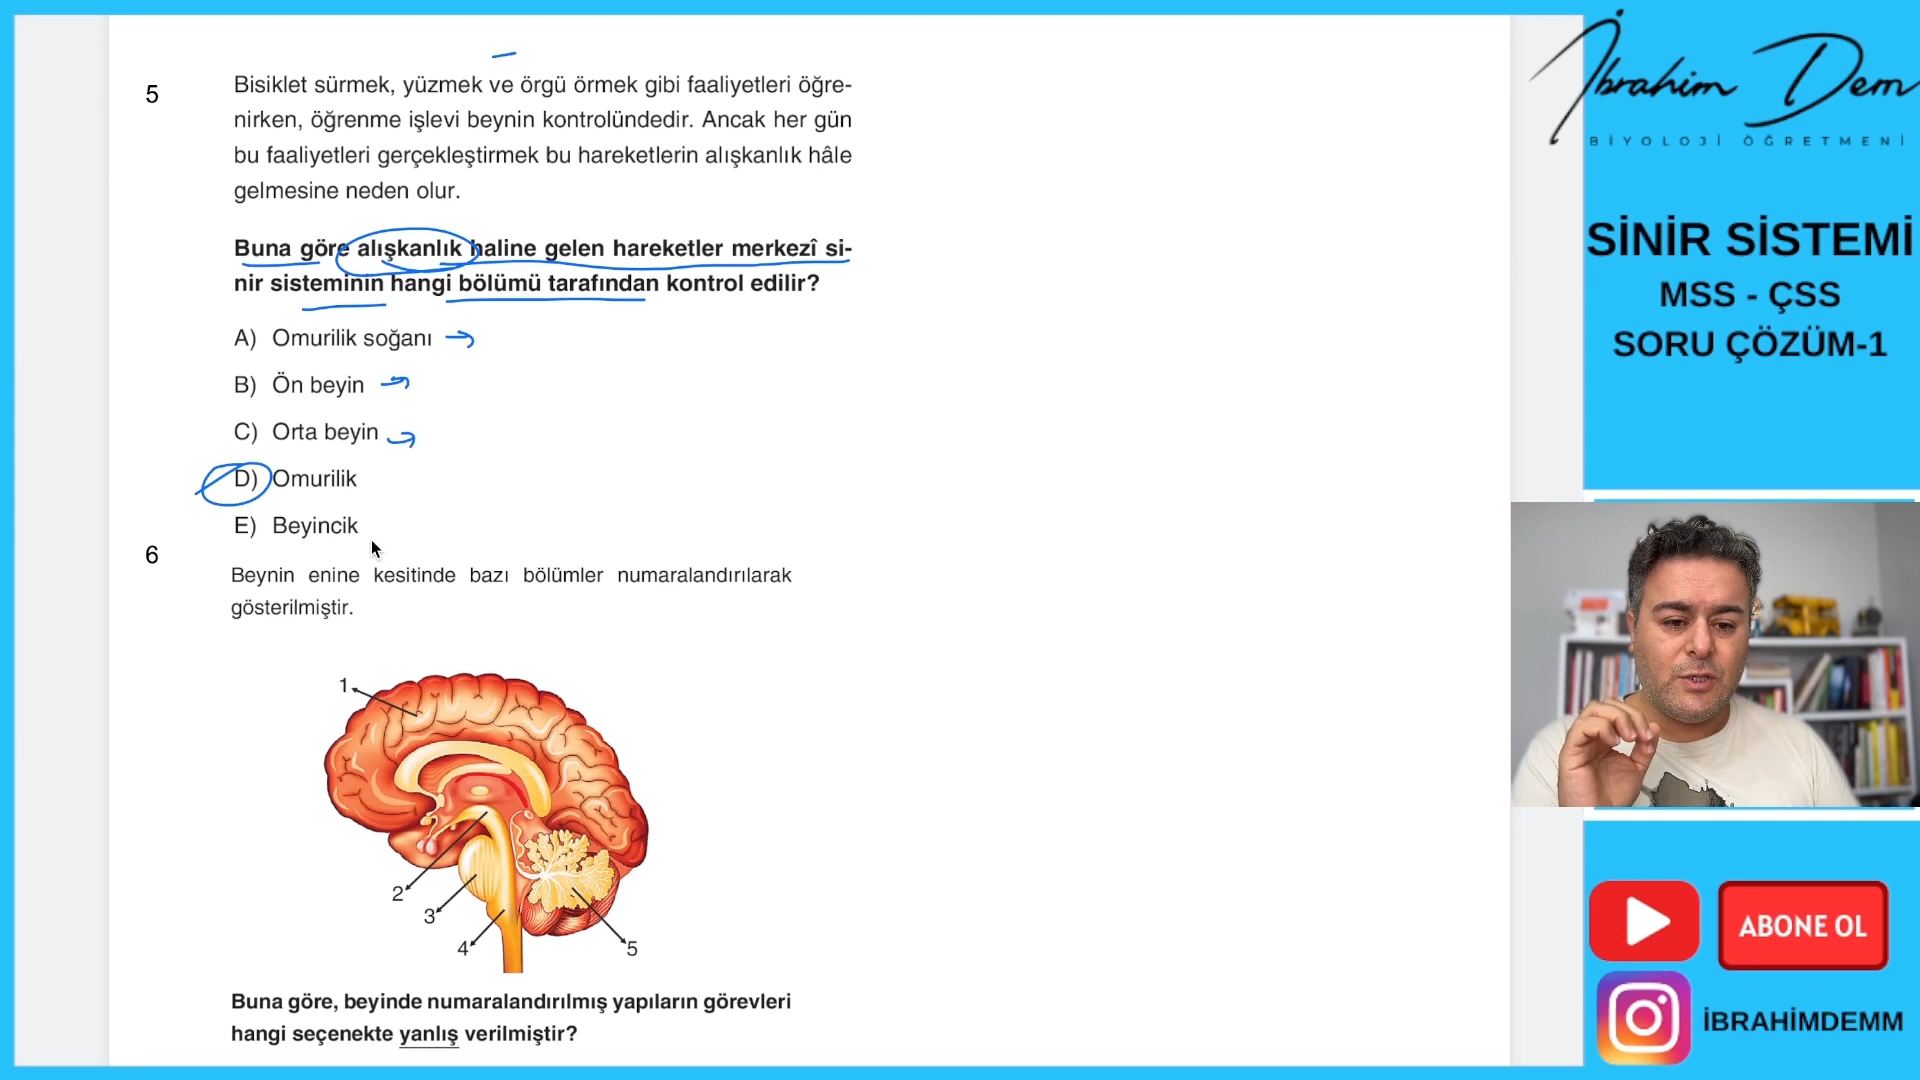 5
Bisiklet sürmek, yüzmek ve örgü örmek gibi faaliyetleri öğre-
nirken, öğrenme işlevi beynin kontrolündedir. Ancak her gün
bu faaliyetleri gerçekleştirmek bu hareketlerin alışkanlık hâle
gelmesine neden olur.
Buna göre alışkanlık haline gelen hareketler merkezî si-
nir sisteminin hangi bölümü tarafından kontrol edilir?
A) Omurilik soğanı
B) Ön beyin
C) Orta beyin
D) Omurilik
E) Beyincik
6
Beynin enine kesitinde bazı bölümler numaralandırılarak
gösterilmiştir.
1
2
3
4
5
Buna göre, beyinde numaralandırılmış yapıların görevleri
hangi seçenekte yanlış verilmiştir?
İbrahim Dem
BİYOLOJİ ÖĞRETMENİ
SİNİR SİSTEMİ
MSS - ÇSS
SORU ÇÖZÜM-1
ABONE OL
İBRAHİMDEMM